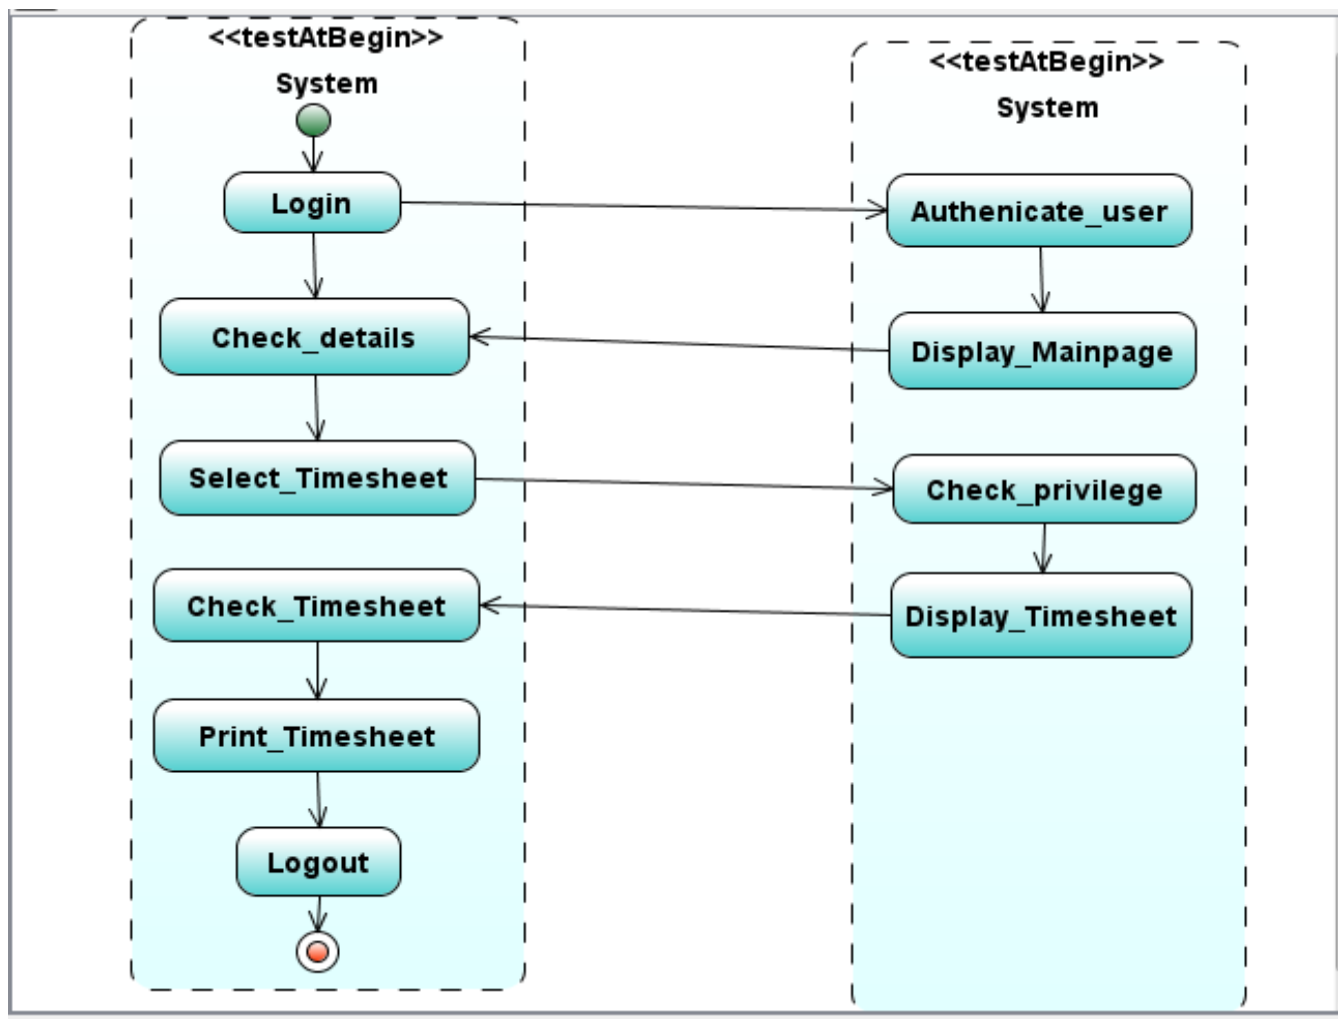 <<testAtBegin>>
System
Login
Check_details
Select_Timesheet
Check_Timesheet
Print_Timesheet
Logout
<<testAtBegin>>
System
Authenicate_user
Display_Mainpage
Check_privilege
Display_Timesheet